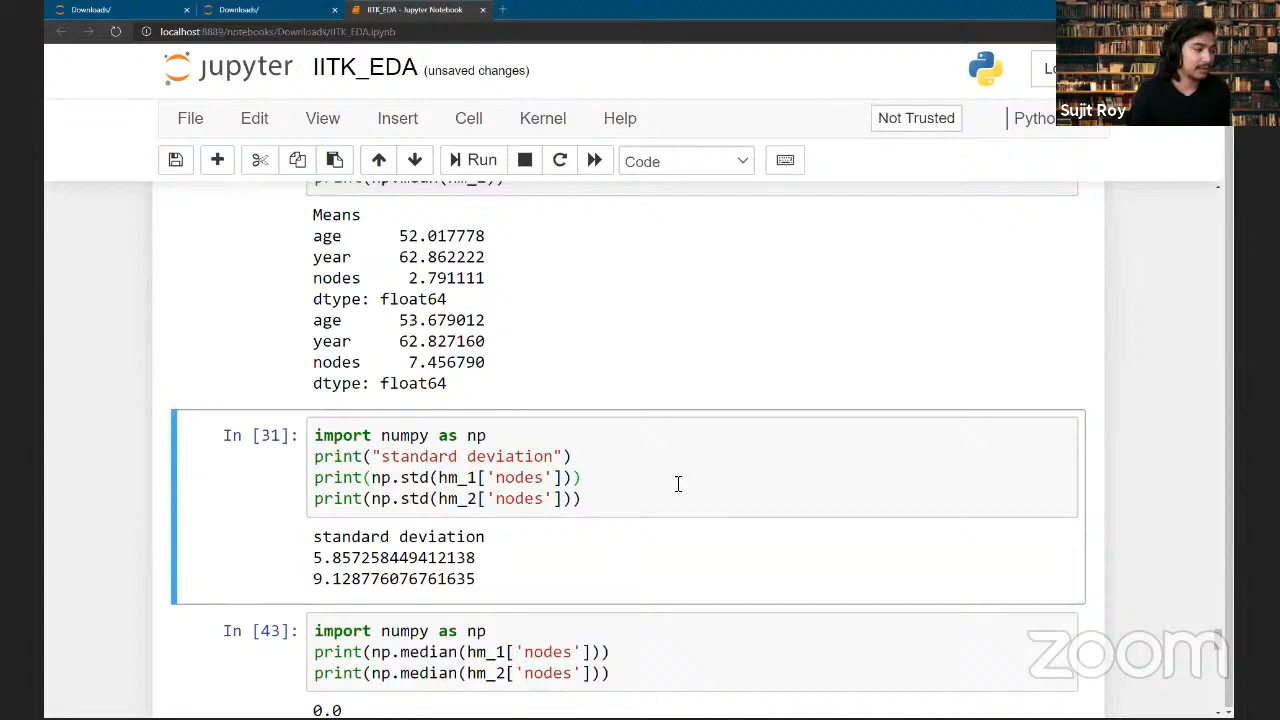 Downloads/ Downloads/ IITK_EDA - Jupyter Notebook
localhost:8889/notebooks/Downloads/IITK_EDA.ipynb
jupyter IITK_EDA (unsaved changes)
Sujit Roy
File Edit View Insert Cell Kernel Help Not Trusted
Run Code
print(np.median(hm_2))
Means
age 52.017778
year 62.862222
nodes 2.791111
dtype: float64
age 53.679012
year 62.827160
nodes 7.456790
dtype: float64
In [31]: import numpy as np
print("standard deviation")
print(np.std(hm_1['nodes']))
print(np.std(hm_2['nodes']))
standard deviation
5.857258449412138
9.128776076761635
In [43]: import numpy as np
print(np.median(hm_1['nodes']))
print(np.median(hm_2['nodes']))
0.0
zoom